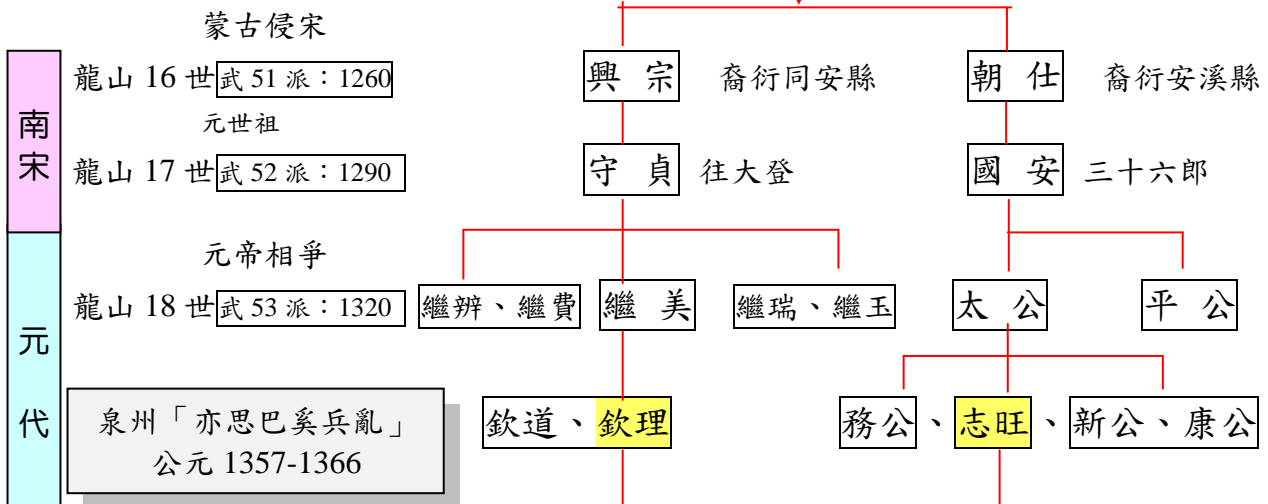 蒙古侵宋
龍山 16 世 武 51 派：1260 興 宗 裔衍同安縣 朝 仕 裔衍安溪縣
南宋
元世祖
龍山 17 世 武 52 派：1290 守 貞 往大登 國 安 三十六郎
元帝相爭
龍山 18 世 武 53 派：1320 繼辨、繼費 繼 美 繼瑞、繼玉 太 公 平 公
元代
泉州「亦思巴奚兵亂」 欽道、欽理 務公、志旺、新公、康公
公元 1357-1366